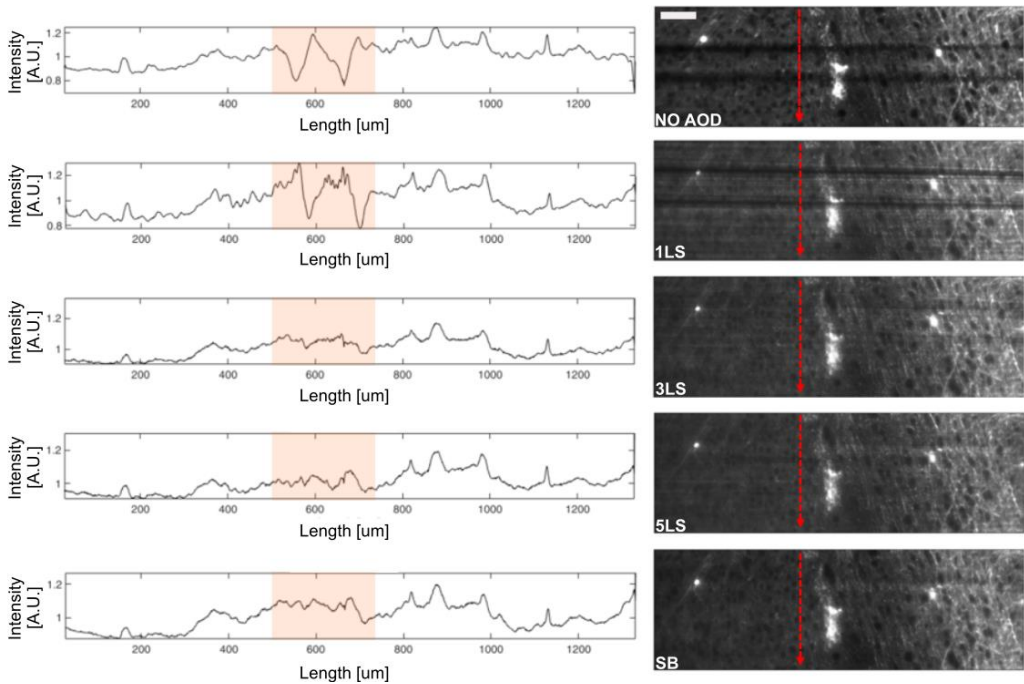 Intensity
[A.U.]
1.2
1
0.8
200
400
600
800
1000
1200
Length [um]
NO AOD
Intensity
[A.U.]
1.2
1
0.8
200
400
600
800
1000
1200
Length [um]
1LS
Intensity
[A.U.]
1.2
1
200
400
600
800
1000
1200
Length [um]
3LS
Intensity
[A.U.]
1.2
1
200
400
600
800
1000
1200
Length [um]
5LS
Intensity
[A.U.]
1.2
1
200
400
600
800
1000
1200
Length [um]
SB